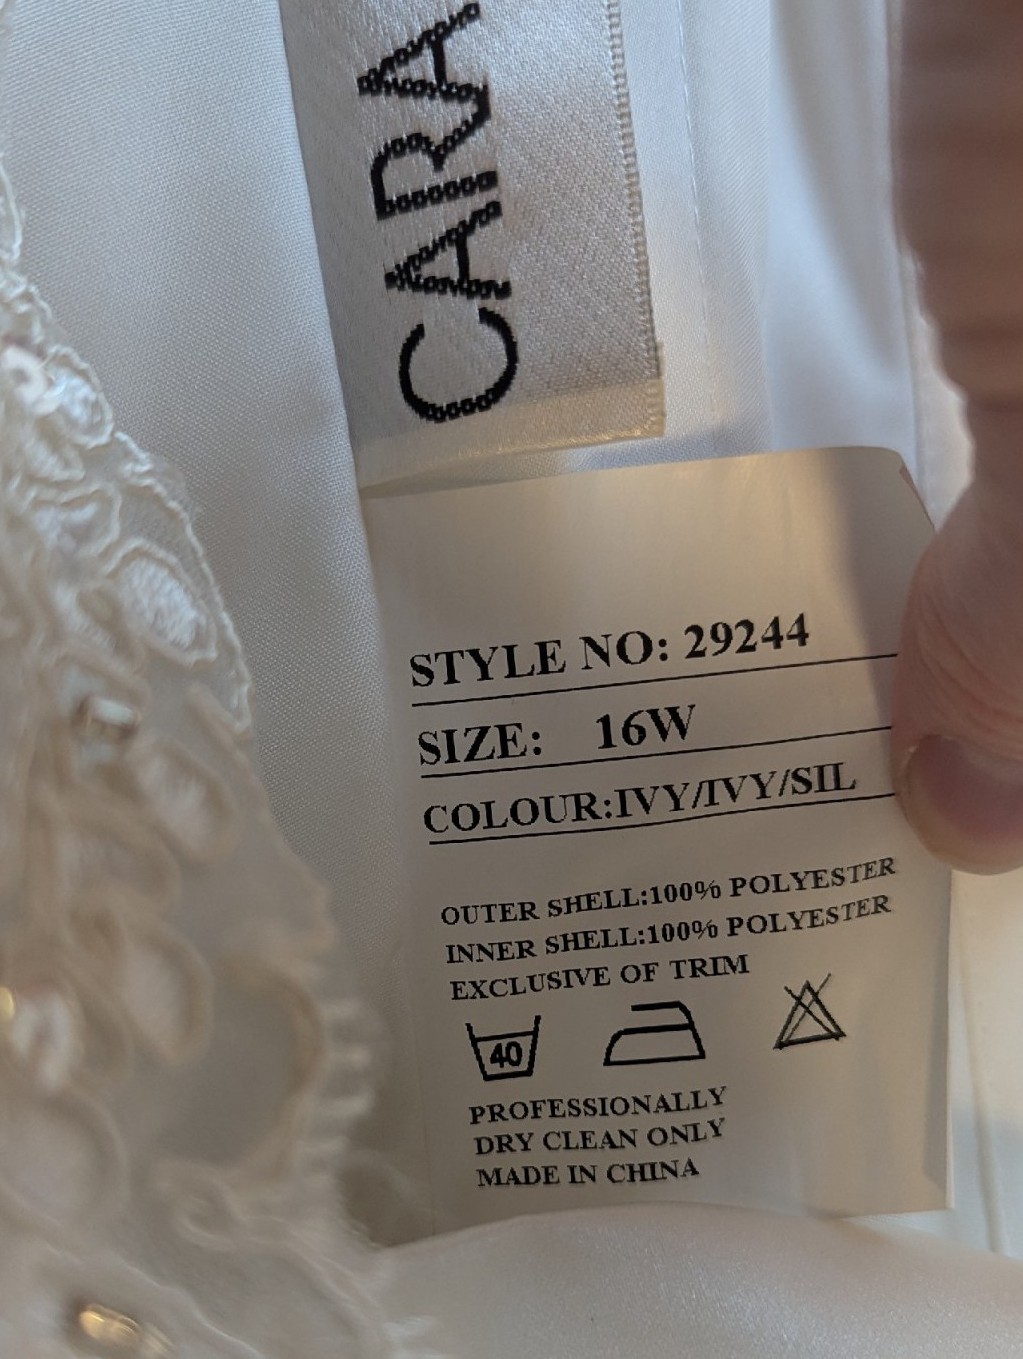 CARA
STYLE NO: 29244
SIZE: 16W
COLOUR:IVY/IVY/SIL
OUTER SHELL:100% POLYESTER
INNER SHELL:100% POLYESTER
EXCLUSIVE OF TRIM
40
PROFESSIONALLY
DRY CLEAN ONLY
MADE IN CHINA